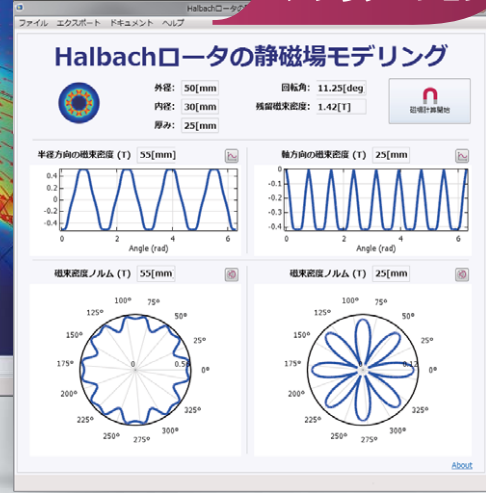 Halbachロータの
ファイル エクスポート ドキュメント ヘルプ
Halbachロータの静磁場モデリング
外径: 50[mm 回転角: 11.25[deg
内径: 30[mm 残留磁束密度: 1.42[T]
厚み: 25[mm
磁場計算開始
半径方向の磁束密度 (T) 55[mm]
0.4
0.2
0
-0.2
-0.4
0 2 4 6
Angle (rad)
軸方向の磁束密度 (T) 25[mm
0
-0.1
-0.2
-0.3
-0.4
0 2 4 6
Angle (rad)
磁束密度ノルム (T) 55[mm
100° 75°
125° 50°
150° 25°
175° 0 0.5 0°
200° 325°
225° 300°
250° 275°
磁束密度ノルム (T) 25[mm
100° 75°
125° 50°
150° 25°
175° 0 0.12 0°
200° 325°
225° 300°
250° 275°
About